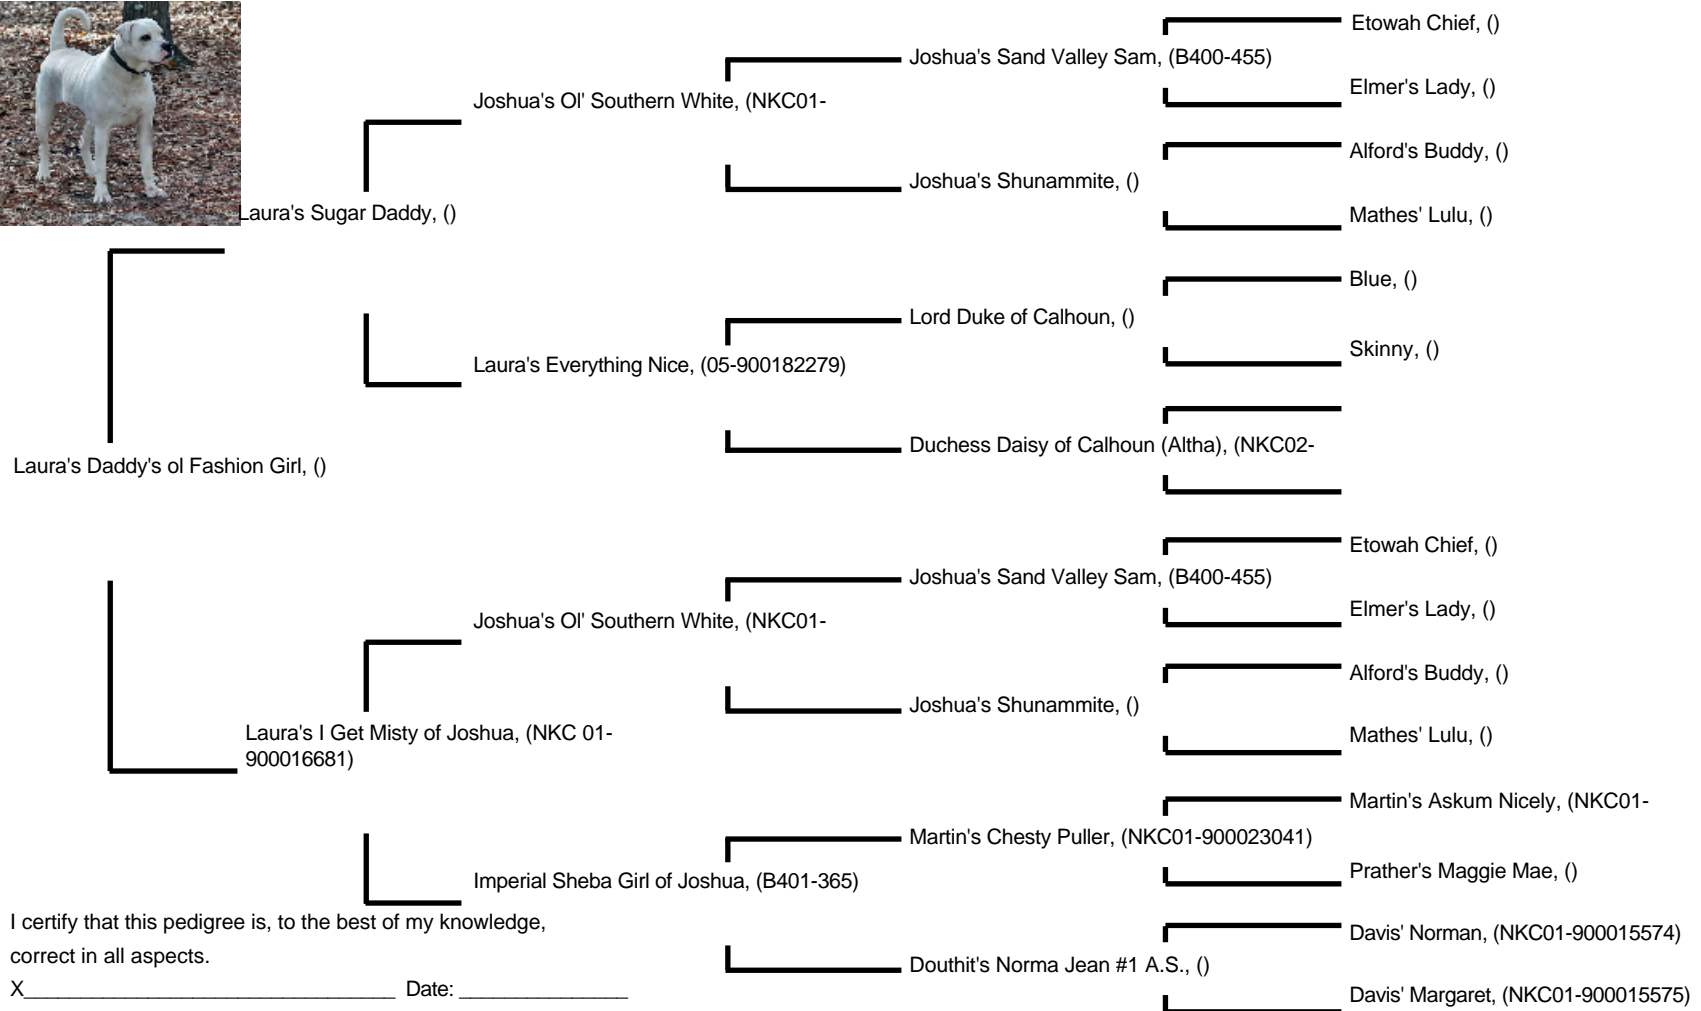 Etowah Chief, ()
Joshua's Sand Valley Sam, (B400-455)
Elmer's Lady, ()
Joshua's Ol' Southern White, (NKC01-
Alford's Buddy, ()
Joshua's Shunammite, ()
Mathes' Lulu, ()
Laura's Sugar Daddy, ()
Blue, ()
Lord Duke of Calhoun, ()
Skinny, ()
Laura's Everything Nice, (05-900182279)
Duchess Daisy of Calhoun (Altha), (NKC02-
Laura's Daddy's ol Fashion Girl, ()
Etowah Chief, ()
Joshua's Sand Valley Sam, (B400-455)
Elmer's Lady, ()
Joshua's Ol' Southern White, (NKC01-
Alford's Buddy, ()
Joshua's Shunammite, ()
Mathes' Lulu, ()
Laura's I Get Misty of Joshua, (NKC 01-
900016681)
Martin's Askum Nicely, (NKC01-
Martin's Chesty Puller, (NKC01-900023041)
Prather's Maggie Mae, ()
Imperial Sheba Girl of Joshua, (B401-365)
Davis' Norman, (NKC01-900015574)
Douthit's Norma Jean #1 A.S., ()
Davis' Margaret, (NKC01-900015575)
I certify that this pedigree is, to the best of my knowledge,
correct in all aspects.
X_________________________________ Date: _______________